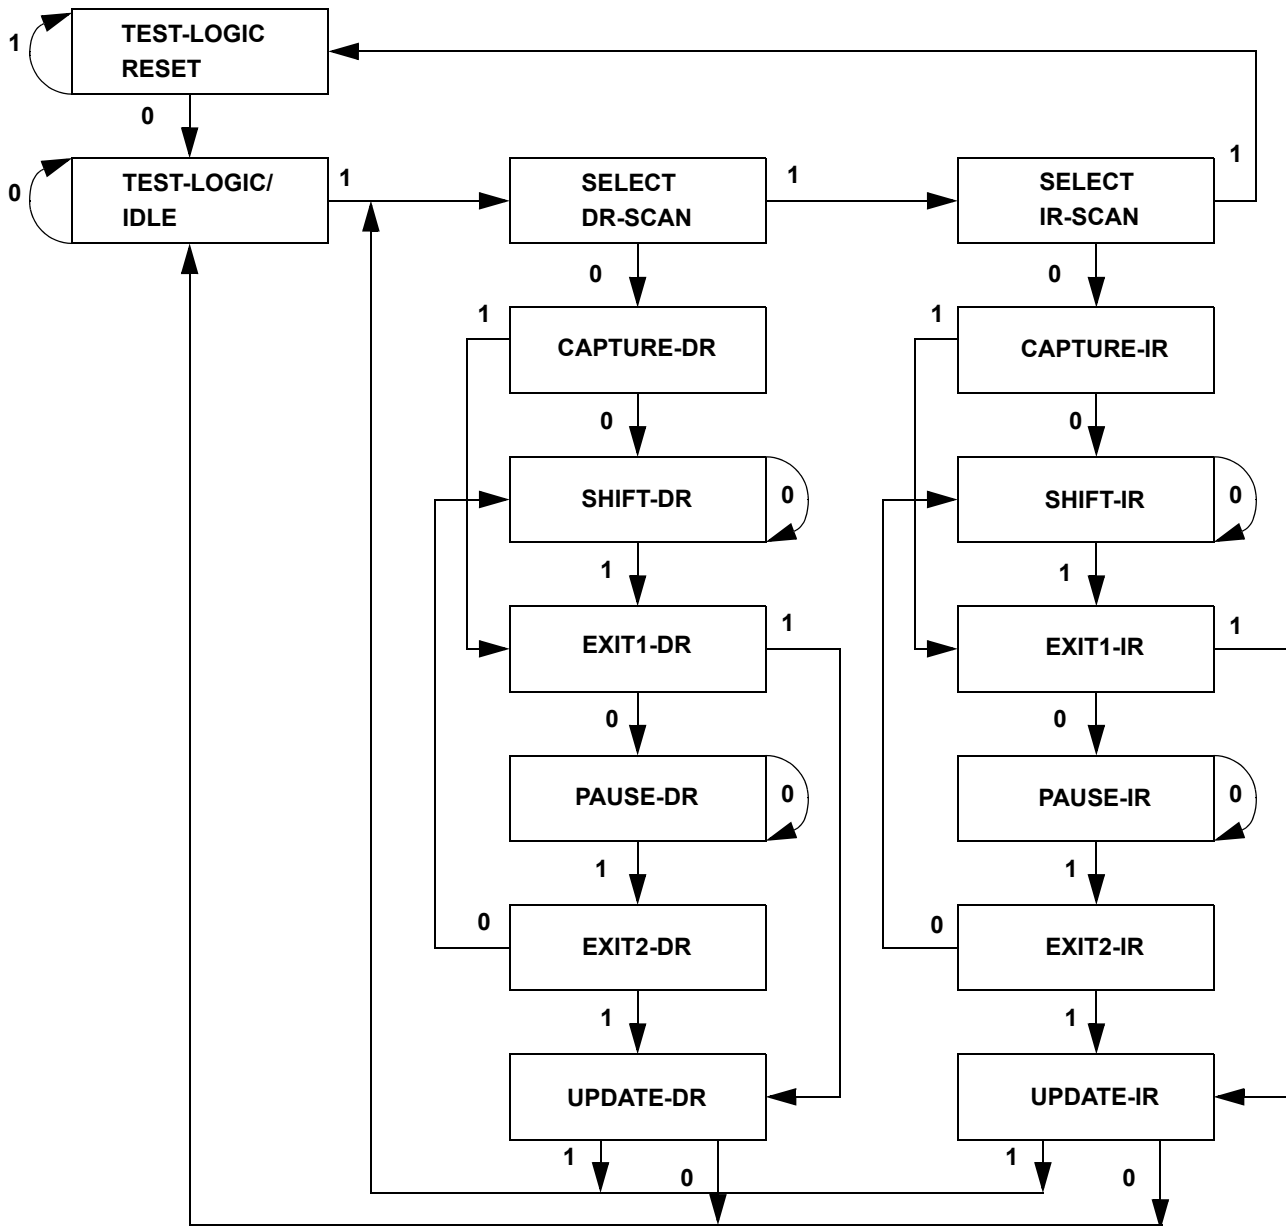 1
TEST-LOGIC
RESET
0
0
TEST-LOGIC/
IDLE
1
SELECT
DR-SCAN
1
SELECT
IR-SCAN
1
0
0
1
CAPTURE-DR
1
CAPTURE-IR
0
0
SHIFT-DR
0
SHIFT-IR
0
1
1
EXIT1-DR
1
EXIT1-IR
1
0
0
PAUSE-DR
0
PAUSE-IR
0
1
1
0
EXIT2-DR
0
EXIT2-IR
1
1
UPDATE-DR
UPDATE-IR
1
0
1
0